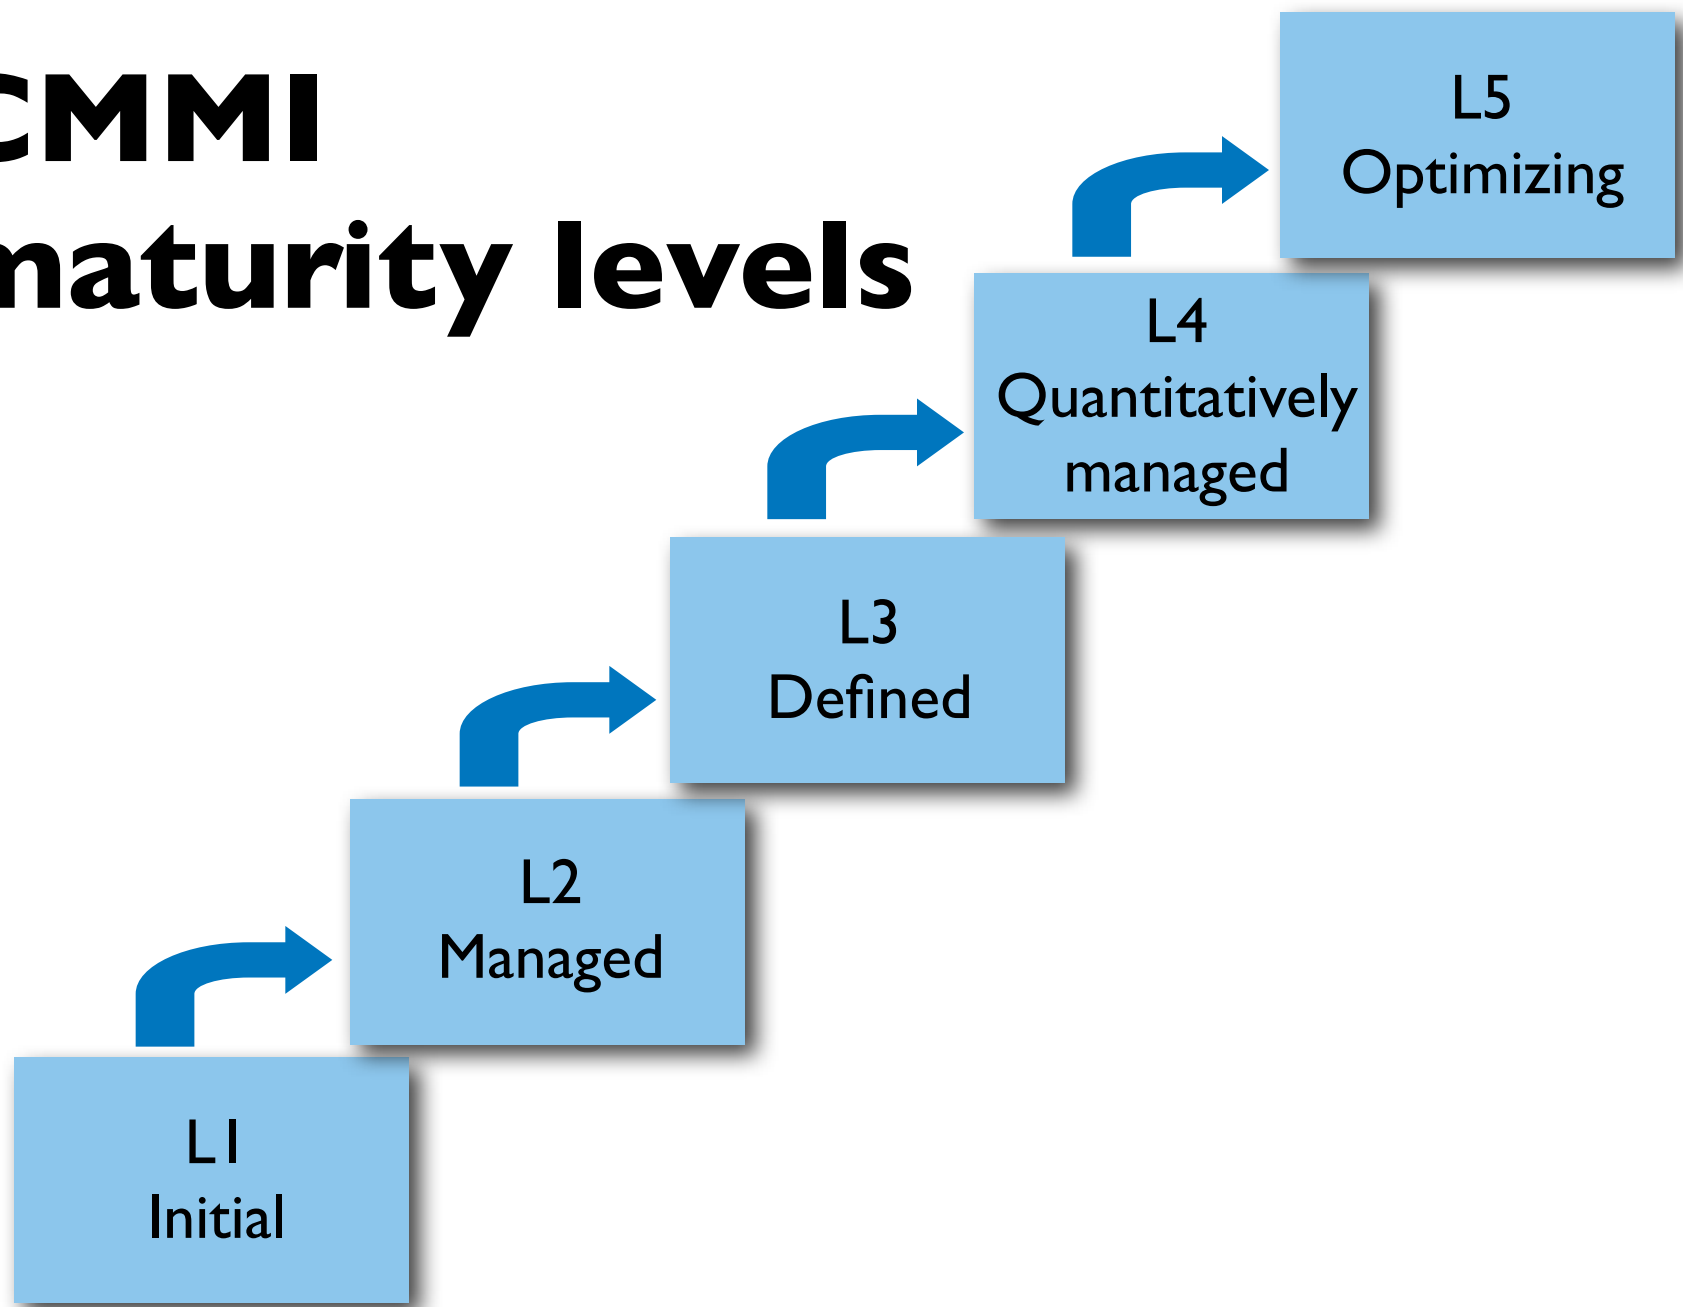 CMMI
maturity levels
L5
Optimizing
L4
Quantitatively
managed
L3
Defined
L2
Managed
L1
Initial